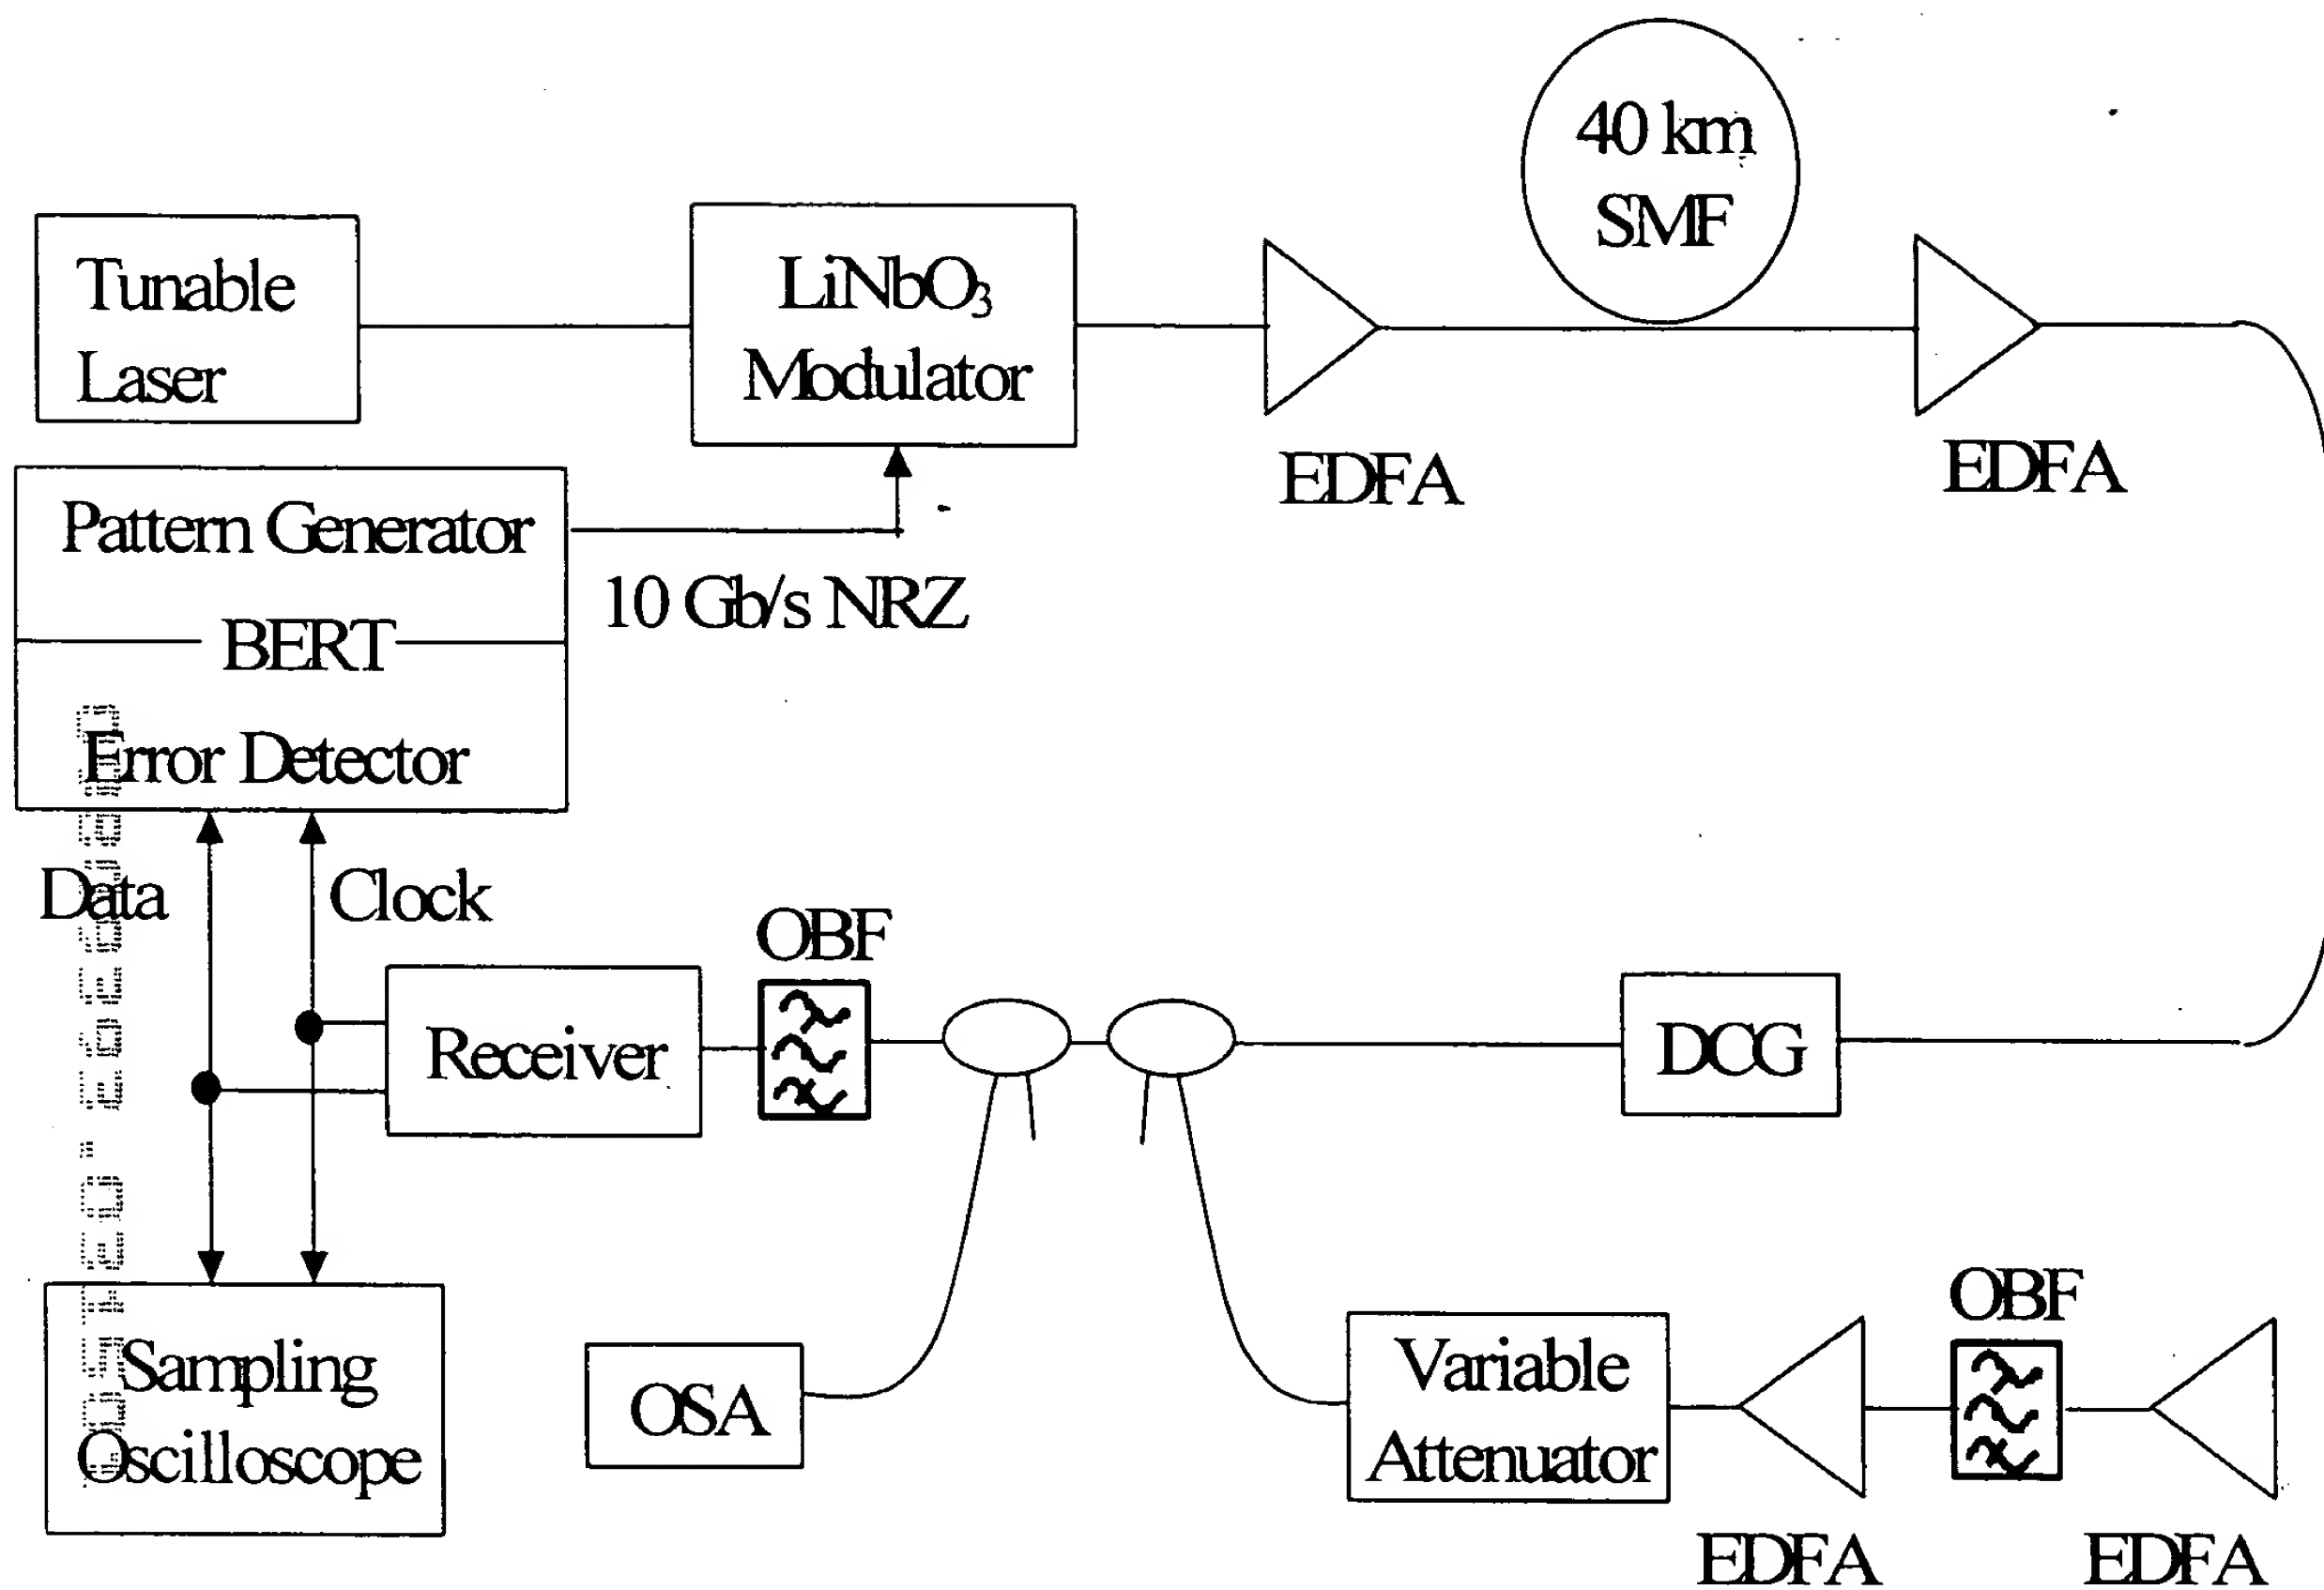 40 km
SMF
Tunable
Laser
LiNbO₃
Modulator
EDFA
EDFA
Pattern Generator
10 Gb/s NRZ
BERT
Error Detector
Data
Clock
OBF
Receiver
DCG
OBF
Sampling
Oscilloscope
OSA
Variable
Attenuator
EDFA
EDFA